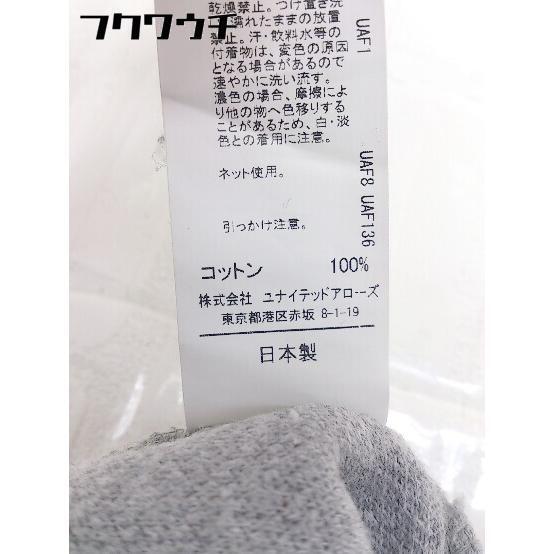 フクウウチ
乾燥禁止。つけ置き洗
濡れたままの放置
禁止。汗・飲料水等の
付着物は、変色の原因
となる場合があるので
速やかに洗い流す。
濃色の場合、摩擦によ
り他の物へ色移りする
ことがあるため、白・淡
色との着用に注意。
ネット使用。
引っかけ注意。
コットン 100%
株式会社 ユナイテッドアローズ
東京都港区赤坂 8-1-19
日本製
UAF1
UAF8 UAF136